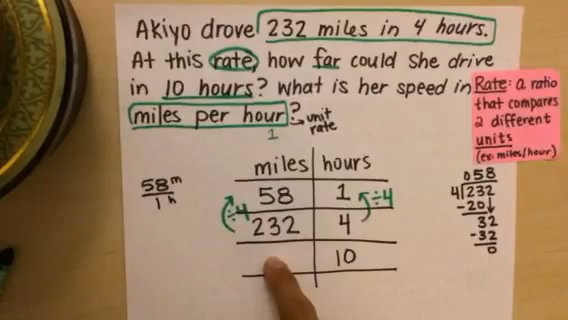 Akiyo drove 232 miles in 4 hours.
At this rate, how far could she drive
in 10 hours? What is her speed in
miles per hour?
1
unit
rate
Rate: a ratio
that compares
2 different
units
(ex: miles/hour)
miles hours
58 1
÷4 ÷4
232 4
10
58 m
1 h
058
4 232
-20
32
-32
0